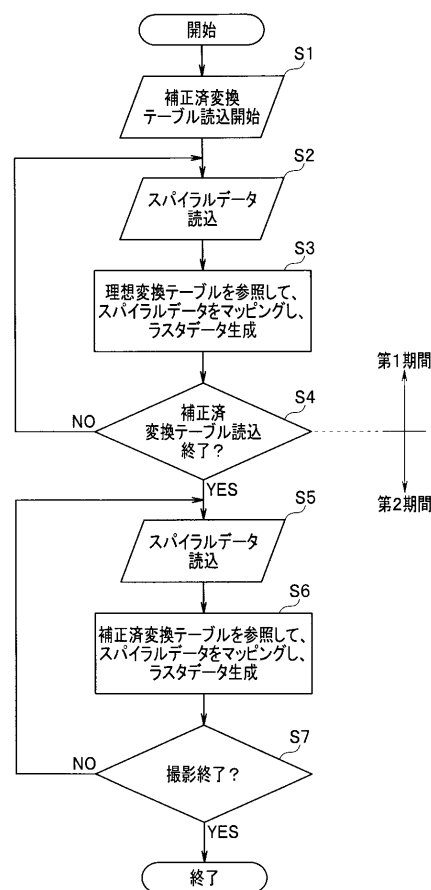 開始
S1
補正済変換
テーブル読込開始
S2
スパイラルデータ
読込
S3
理想変換テーブルを参照して、
スパイラルデータをマッピングし、
ラスタデータ生成
第1期間
S4
補正済
変換テーブル読込
終了?
NO
YES
第2期間
S5
スパイラルデータ
読込
S6
補正済変換テーブルを参照して、
スパイラルデータをマッピングし、
ラスタデータ生成
S7
撮影終了?
NO
YES
終了